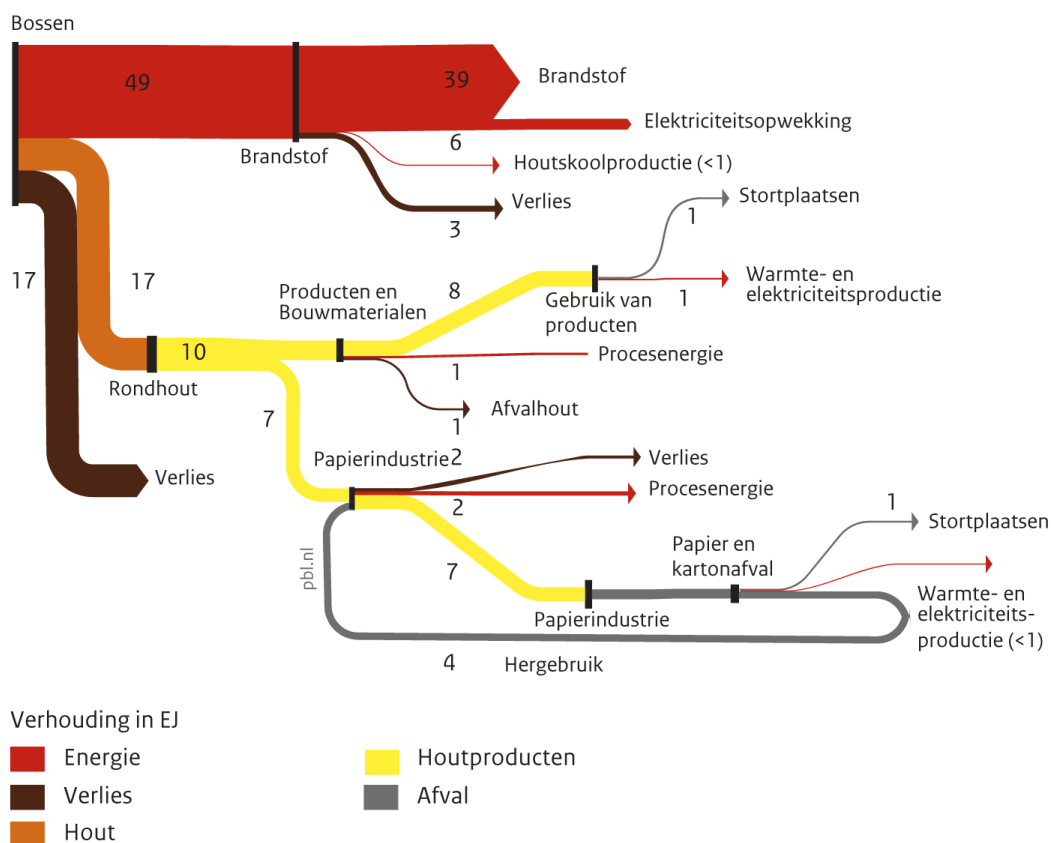 Bossen
49
39
Brandstof
Elektriciteitsopwekking
Brandstof
6
Houtskoolproductie (<1)
Verlies
3
Stortplaatsen
1
17
17
Producten en
Bouwmaterialen
8
Gebruik van
producten
1
Warmte- en
elektriciteitsproductie
10
Rondhout
Procesenergie
1
Afvalhout
1
7
Verlies
Papierindustrie
2
Verlies
Procesenergie
2
7
pbl.nl
Papierindustrie
Papier en
kartonafval
1
Stortplaatsen
Warmte- en
elektriciteits-
productie (<1)
4
Hergebruik
Verhouding in EJ
Energie
Verlies
Hout
Houtproducten
Afval